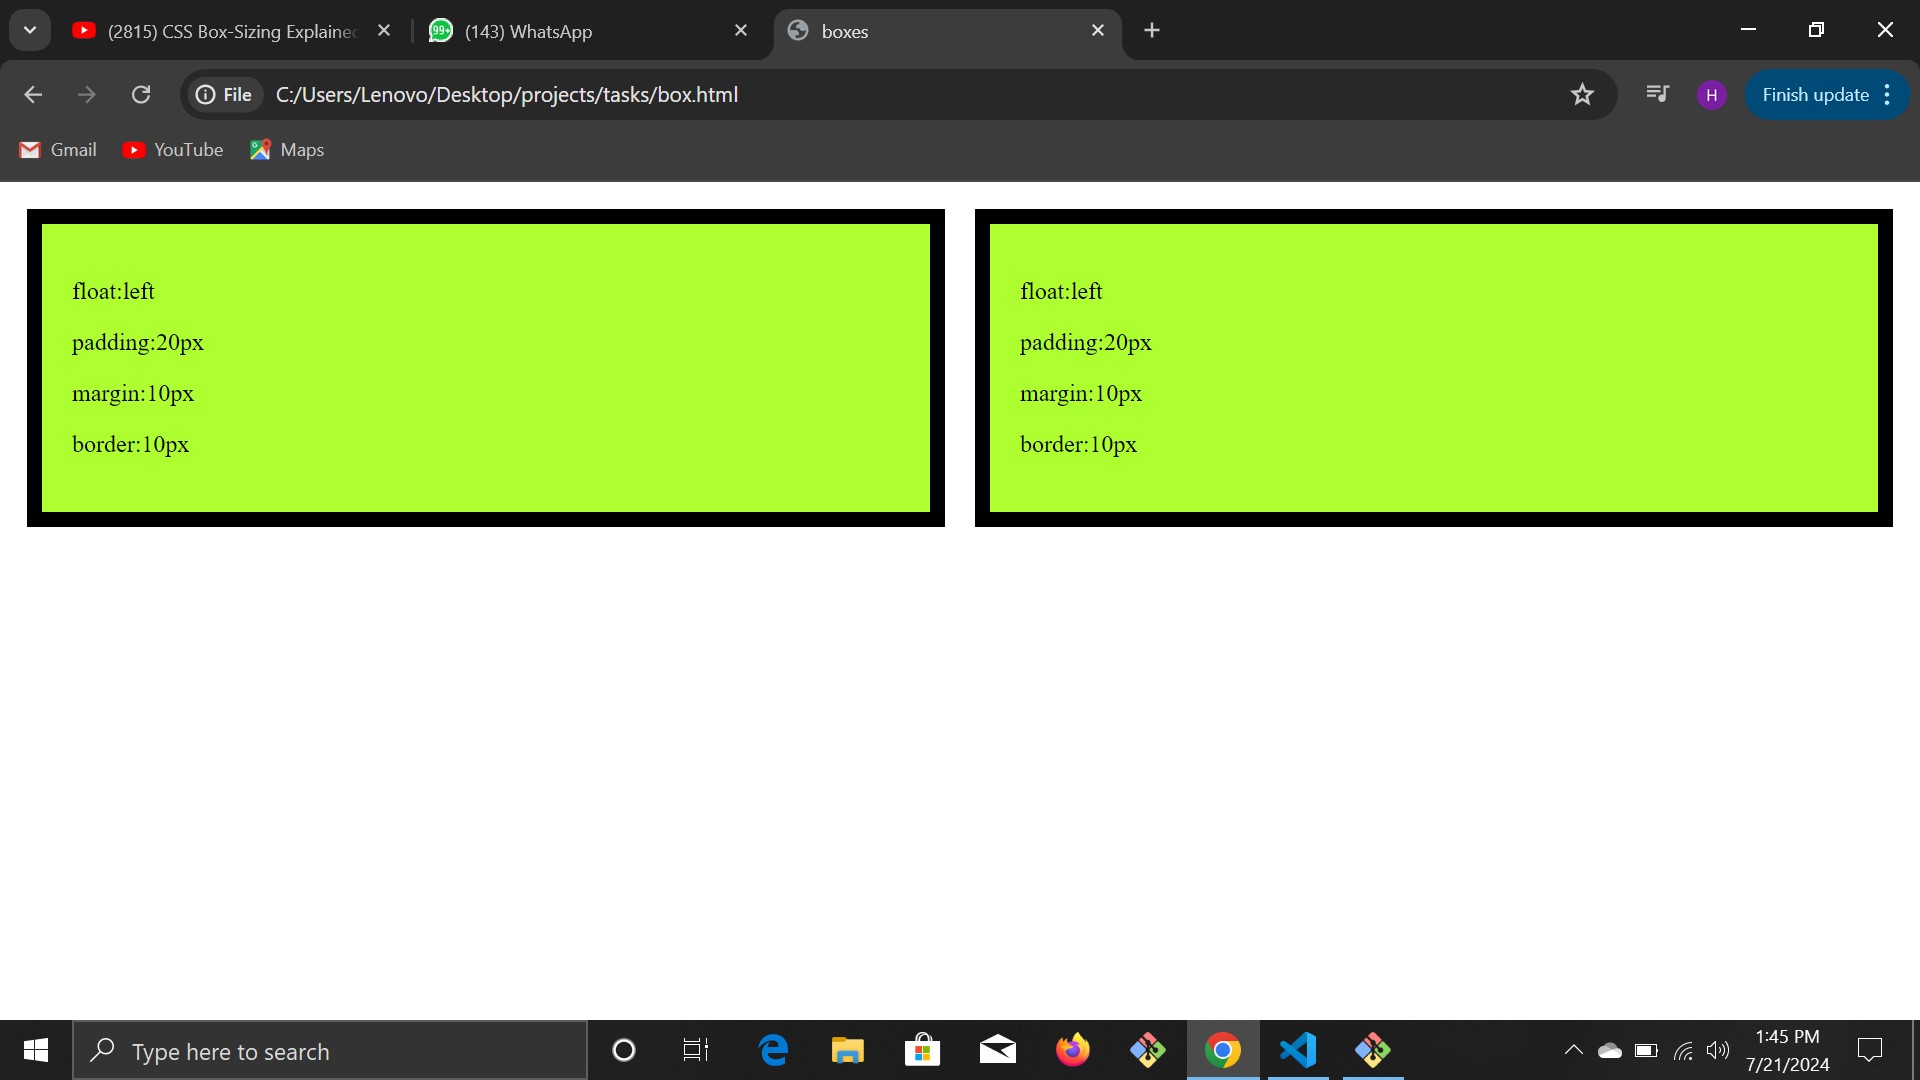 (2815) CSS Box-Sizing Explained
99+ (143) WhatsApp
boxes
File C:/Users/Lenovo/Desktop/projects/tasks/box.html
H
Finish update
Gmail YouTube Maps
float:left
padding:20px
margin:10px
border:10px
float:left
padding:20px
margin:10px
border:10px
Type here to search
1:45 PM
7/21/2024